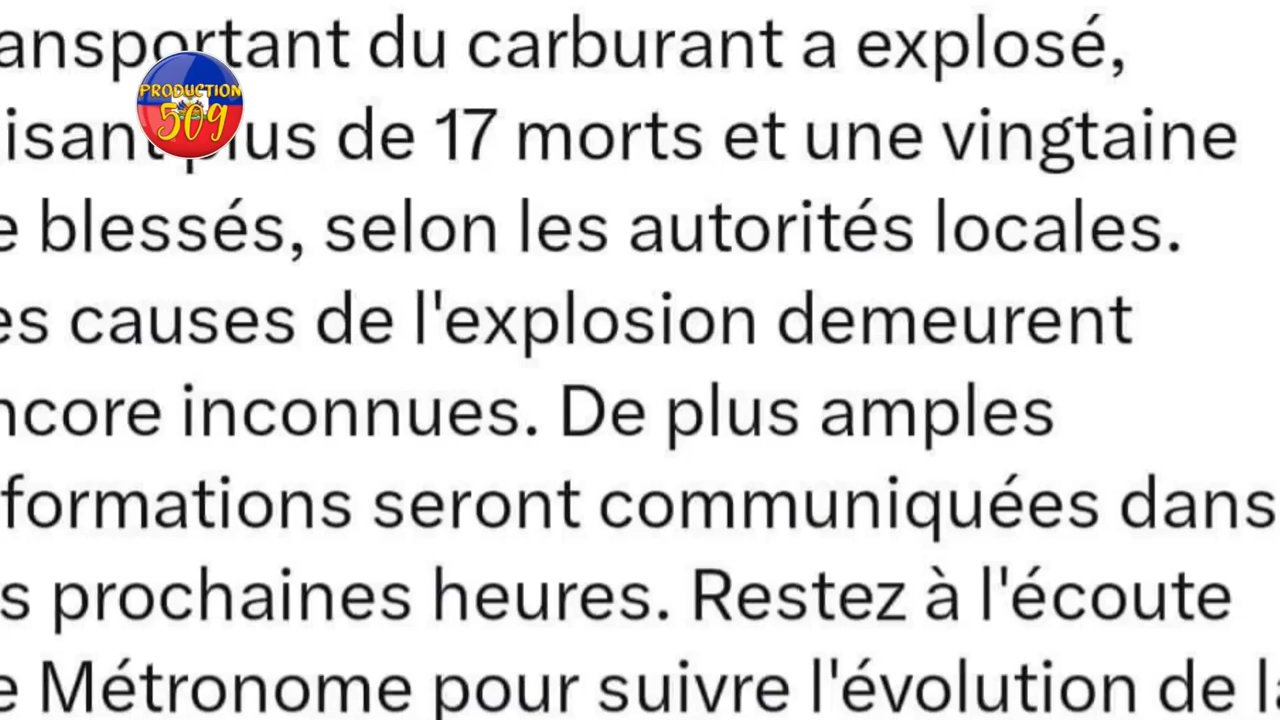 ansportant du carburant a explosé,
PRODUCTION
509
isant plus de 17 morts et une vingtaine
e blessés, selon les autorités locales.
es causes de l'explosion demeurent
ncore inconnues. De plus amples
formations seront communiquées dans
s prochaines heures. Restez à l'écoute
e Métronome pour suivre l'évolution de la